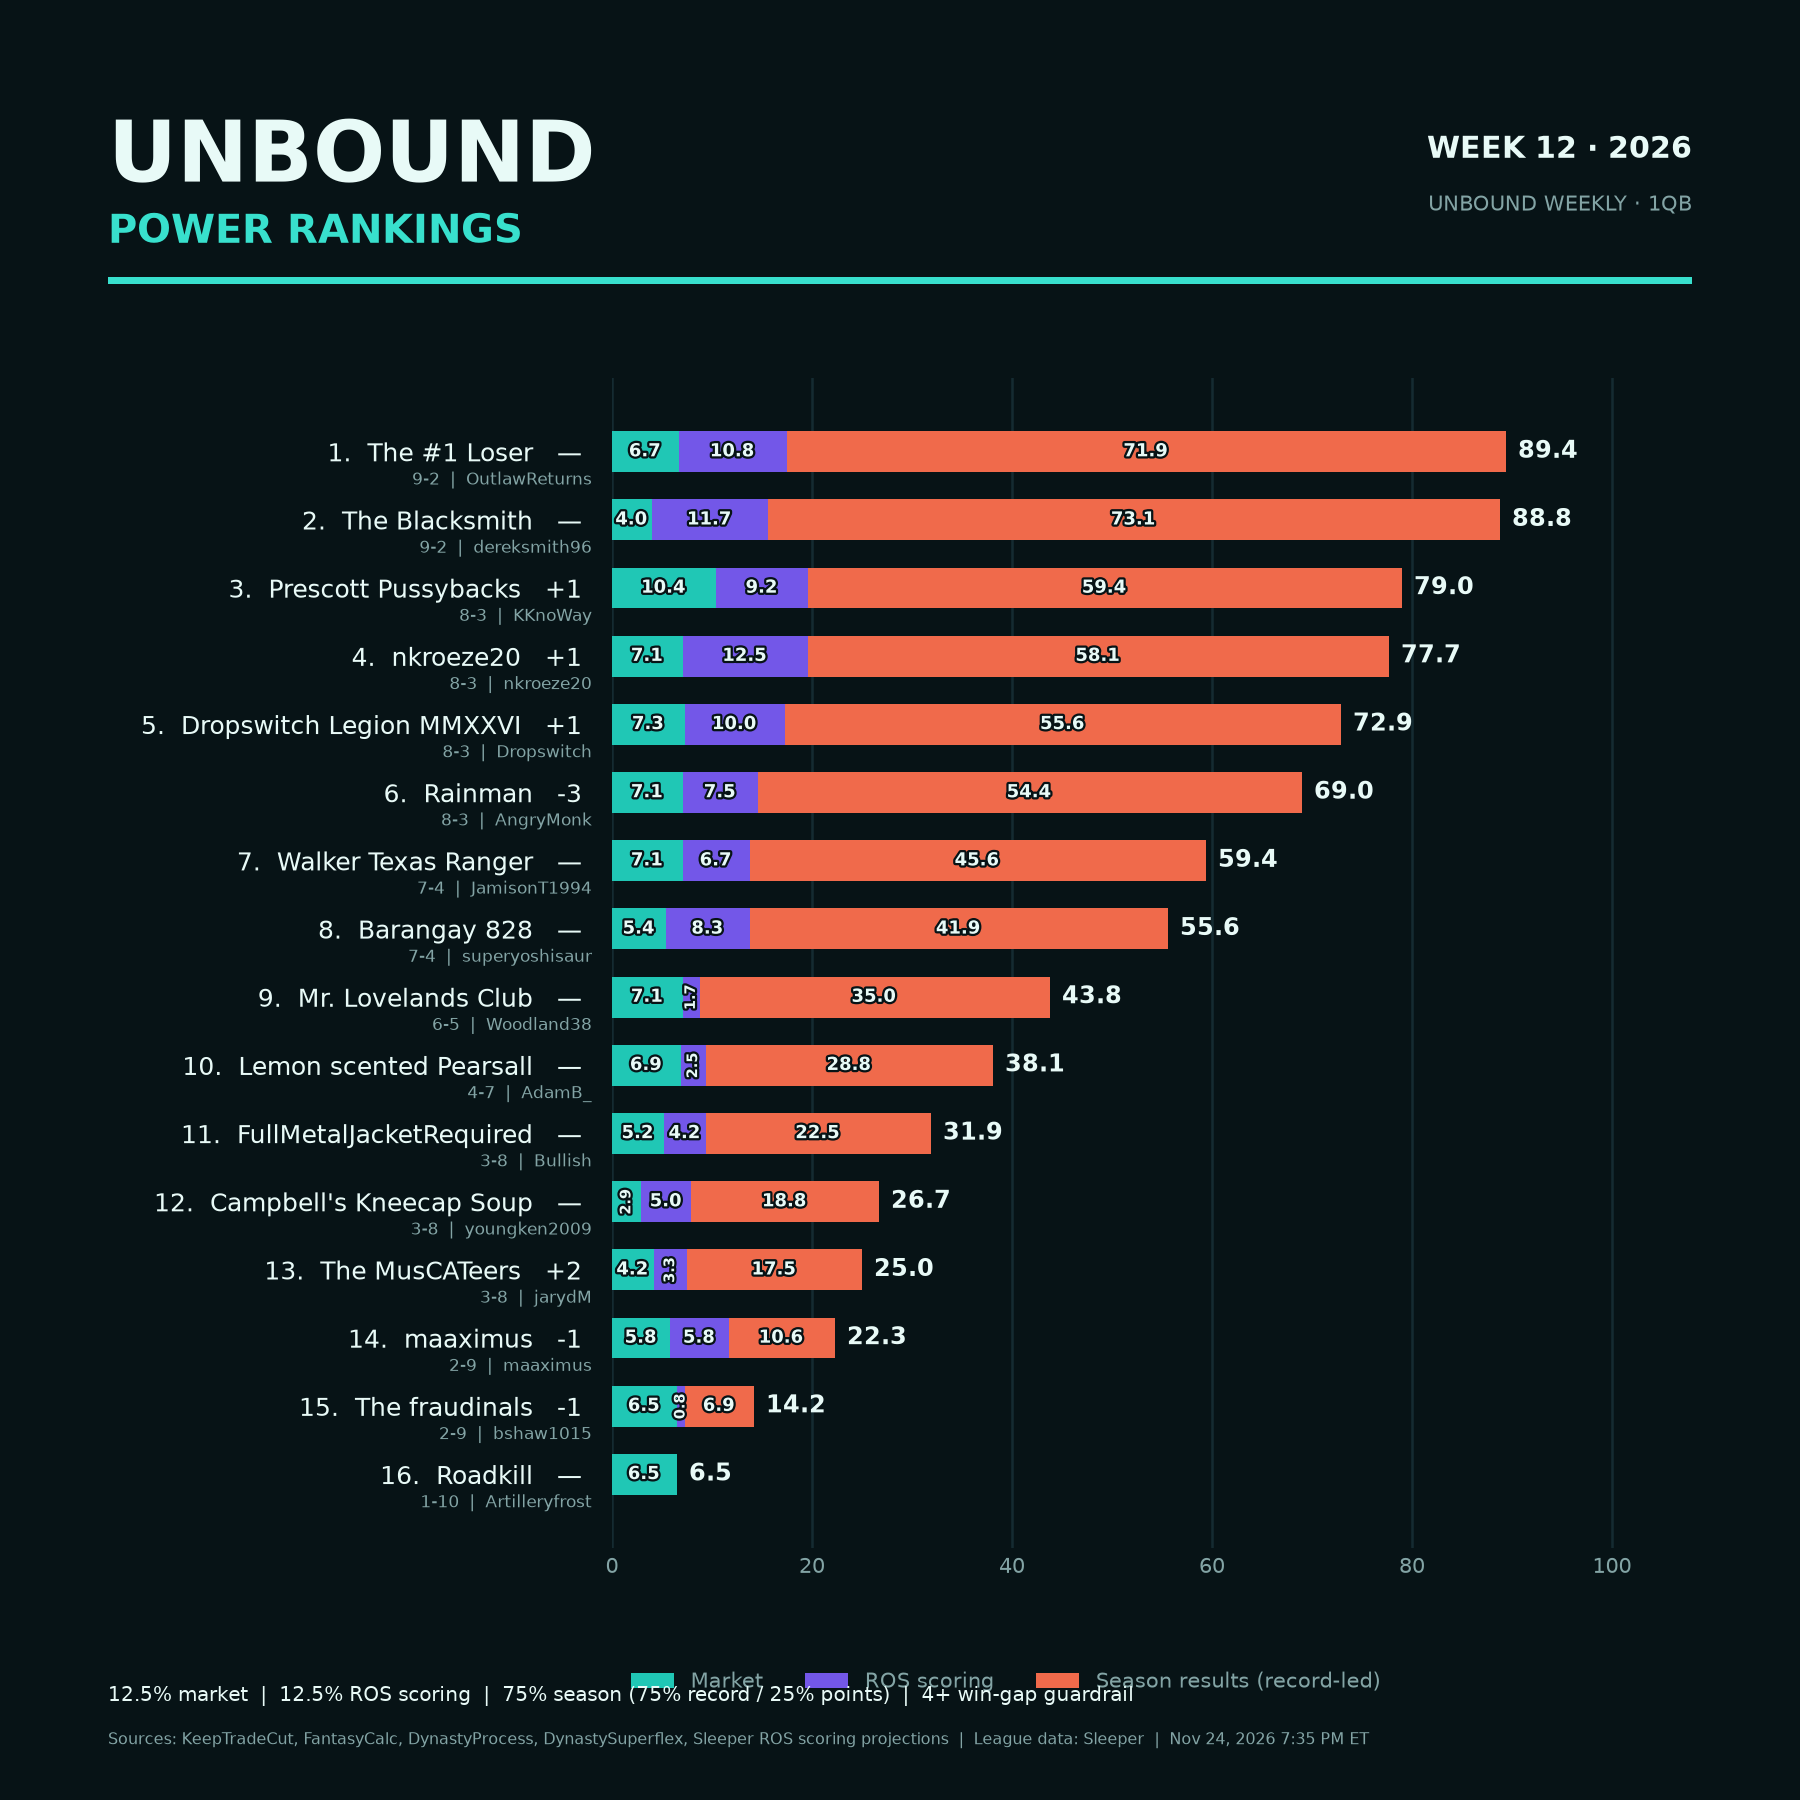 UNBOUND
POWER RANKINGS
WEEK 12 · 2026
UNBOUND WEEKLY · 1QB
1. The #1 Loser —
9-2 | OutlawReturns
6.7 10.8 71.9 89.4
2. The Blacksmith —
9-2 | dereksmith96
4.0 11.7 73.1 88.8
3. Prescott Pussybacks +1
8-3 | KKnoWay
10.4 9.2 59.4 79.0
4. nkroeze20 +1
8-3 | nkroeze20
7.1 12.5 58.1 77.7
5. Dropswitch Legion MMXXVI +1
8-3 | Dropswitch
7.3 10.0 55.6 72.9
6. Rainman -3
8-3 | AngryMonk
7.1 7.5 54.4 69.0
7. Walker Texas Ranger —
7-4 | JamisonT1994
7.1 6.7 45.6 59.4
8. Barangay 828 —
7-4 | superyoshisaur
5.4 8.3 41.9 55.6
9. Mr. Lovelands Club —
6-5 | Woodland38
7.1 1.7 35.0 43.8
10. Lemon scented Pearsall —
4-7 | AdamB_
6.9 2.5 28.8 38.1
11. FullMetalJacketRequired —
3-8 | Bullish
5.2 4.2 22.5 31.9
12. Campbell's Kneecap Soup —
3-8 | youngken2009
2.9 5.0 18.8 26.7
13. The MusCATeers +2
3-8 | jarydM
4.2 3.3 17.5 25.0
14. maaximus -1
2-9 | maaximus
5.8 5.8 10.6 22.3
15. The fraudinals -1
2-9 | bshaw1015
6.5 0.8 6.9 14.2
16. Roadkill —
1-10 | Artilleryfrost
6.5 6.5
0 20 40 60 80 100
Market ROS scoring Season results (record-led)
12.5% market | 12.5% ROS scoring | 75% season (75% record / 25% points) | 4+ win-gap guardrail
Sources: KeepTradeCut, FantasyCalc, DynastyProcess, DynastySuperflex, Sleeper ROS scoring projections | League data: Sleeper | Nov 24, 2026 7:35 PM ET